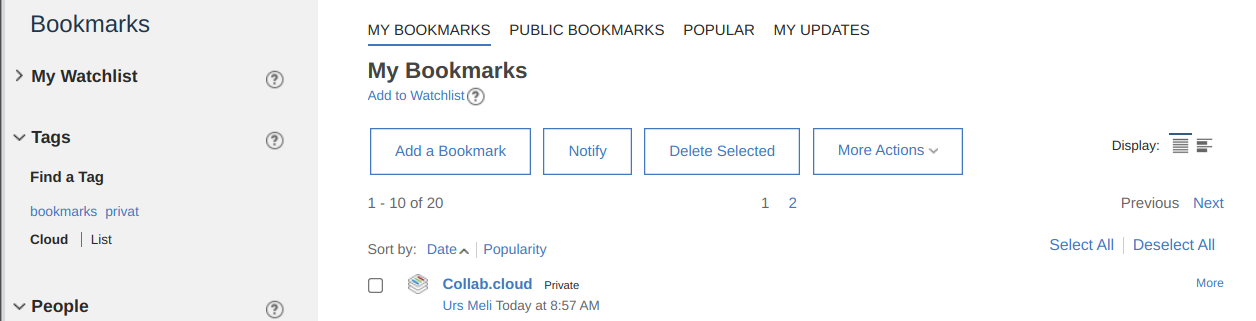 Bookmarks
My Watchlist
Tags
Find a Tag
bookmarks privat
Cloud | List
People
MY BOOKMARKS PUBLIC BOOKMARKS POPULAR MY UPDATES
My Bookmarks
Add to Watchlist ?
Add a Bookmark Notify Delete Selected More Actions
Display:
1 - 10 of 20 1 2 Previous Next
Sort by: Date | Popularity Select All | Deselect All
Collab.cloud Private More
Urs Meli Today at 8:57 AM